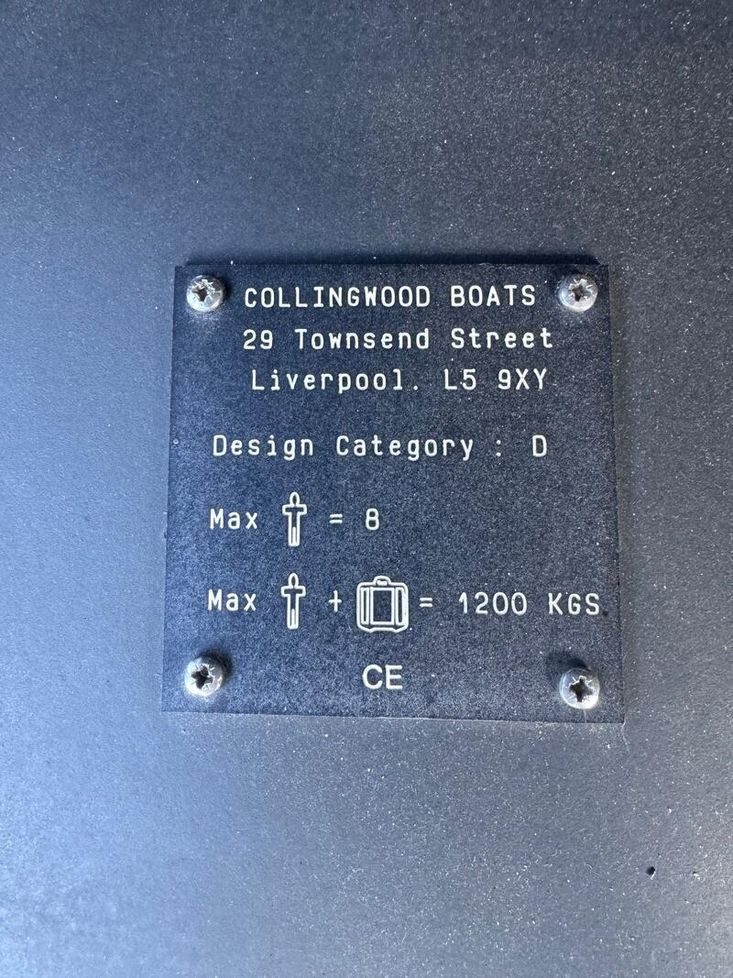 COLLINGWOOD BOATS
29 Townsend Street
Liverpool. L5 9XY
Design Category : D
Max = 8
Max + = 1200 KGS
CE